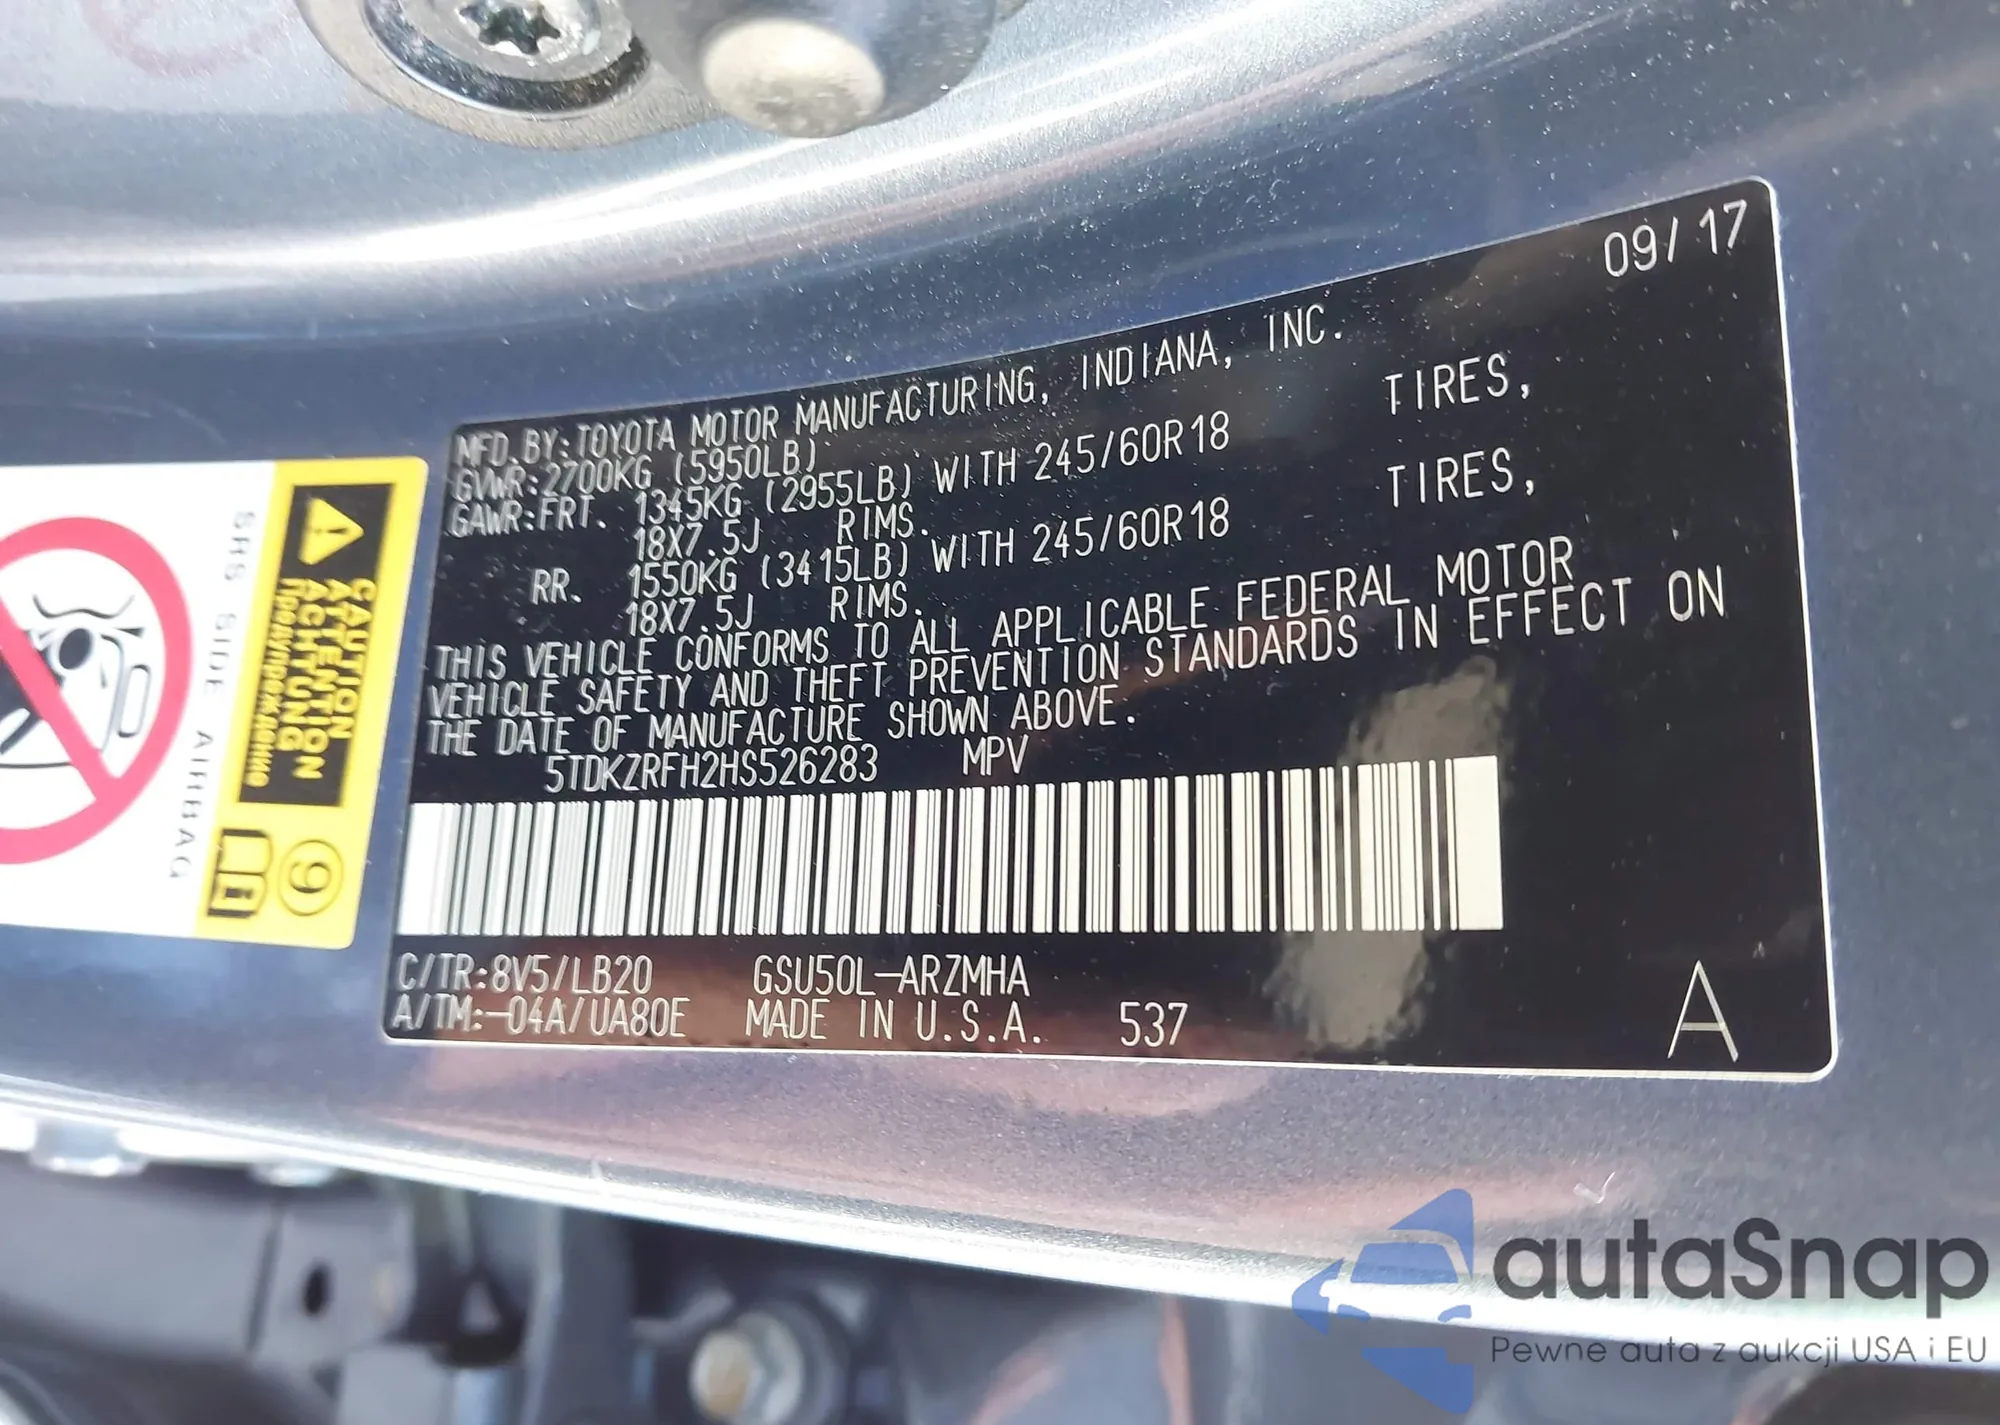 09/17
MFD.BY:TOYOTA MOTOR MANUFACTURING, INDIANA, INC.
GVWR:2700KG (5950LB)
GAWR:FRT. 1345KG (2955LB) WITH 245/60R18 TIRES,
18X7.5J RIMS.
RR. 1550KG (3415LB) WITH 245/60R18 TIRES,
18X7.5J RIMS.
THIS VEHICLE CONFORMS TO ALL APPLICABLE FEDERAL MOTOR
VEHICLE SAFETY AND THEFT PREVENTION STANDARDS IN EFFECT ON
THE DATE OF MANUFACTURE SHOWN ABOVE.
5TDKZRFH2HS526283 MPV
C/TR:8V5/LB20 GSU50L-ARZMHA
A/TM:-04A/UA80E MADE IN U.S.A. 537
A
CAUTION
ATTENTION
ACHTUNG
SRS SIDE AIRBAG
9
autaSnap
Pewne auta z aukcji USA i EU